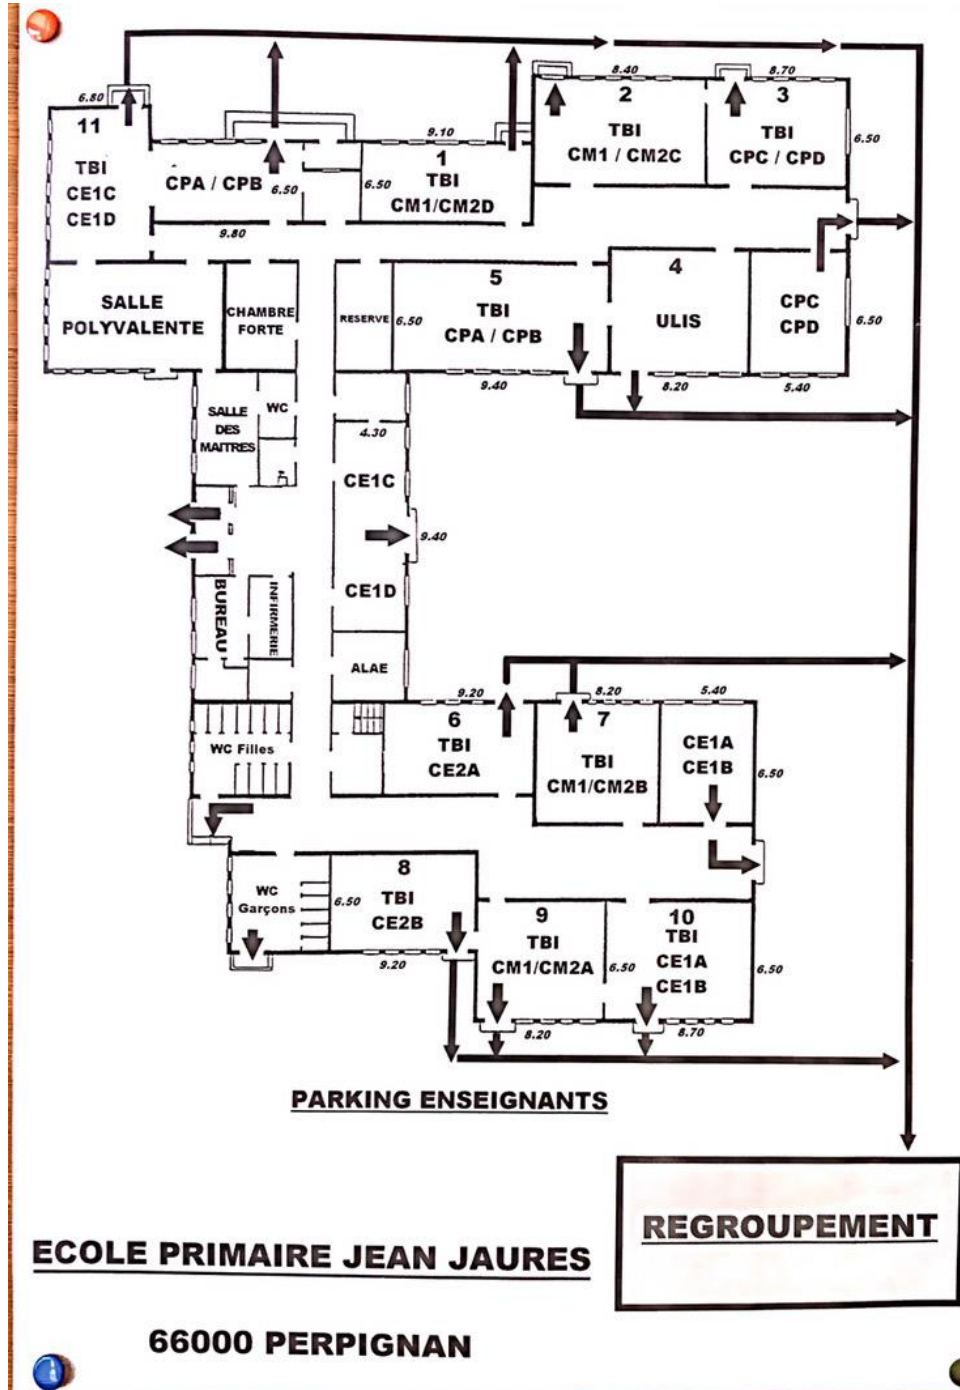 6.80
11
TBI
CE1C
CE1D
CPA / CPB
6.50
9.80
9.10
1
TBI
CM1/CM2D
6.50
8.40
2
TBI
CM1 / CM2C
8.70
3
TBI
CPC / CPD
6.50
SALLE
POLYVALENTE
CHAMBRE
FORTE
RESERVE
6.50
5
TBI
CPA / CPB
9.40
4
ULIS
8.20
CPC
CPD
6.50
5.40
SALLE
DES
MAITRES
WC
4.30
CE1C
9.40
CE1D
BUREAU
INFIRMERIE
ALAE
WC Filles
9.20
6
TBI
CE2A
8.20
7
TBI
CM1/CM2B
5.40
CE1A
CE1B
6.50
WC
Garçons
6.50
8
TBI
CE2B
9.20
9
TBI
CM1/CM2A
6.50
8.20
10
TBI
CE1A
CE1B
6.50
8.70
PARKING ENSEIGNANTS
REGROUPEMENT
ECOLE PRIMAIRE JEAN JAURES
66000 PERPIGNAN